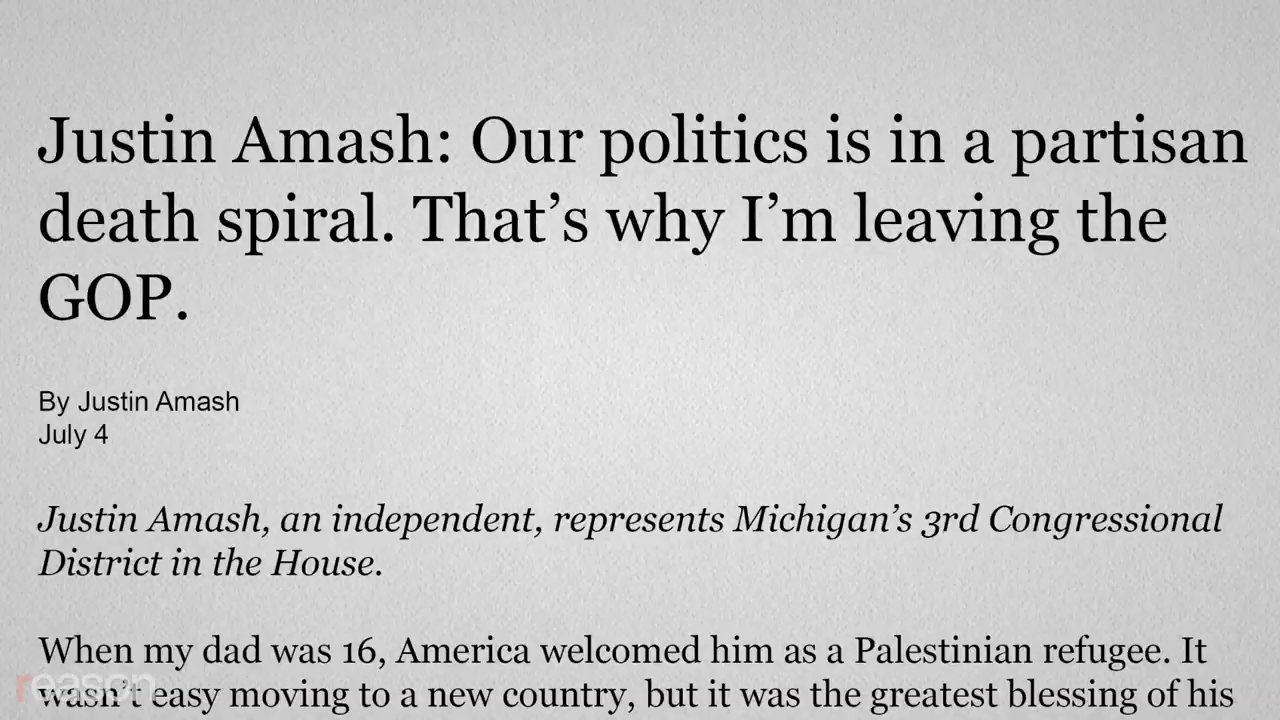 Justin Amash: Our politics is in a partisan
death spiral. That’s why I’m leaving the
GOP.
By Justin Amash
July 4
Justin Amash, an independent, represents Michigan’s 3rd Congressional
District in the House.
When my dad was 16, America welcomed him as a Palestinian refugee. It
wasn’t easy moving to a new country, but it was the greatest blessing of his
reason